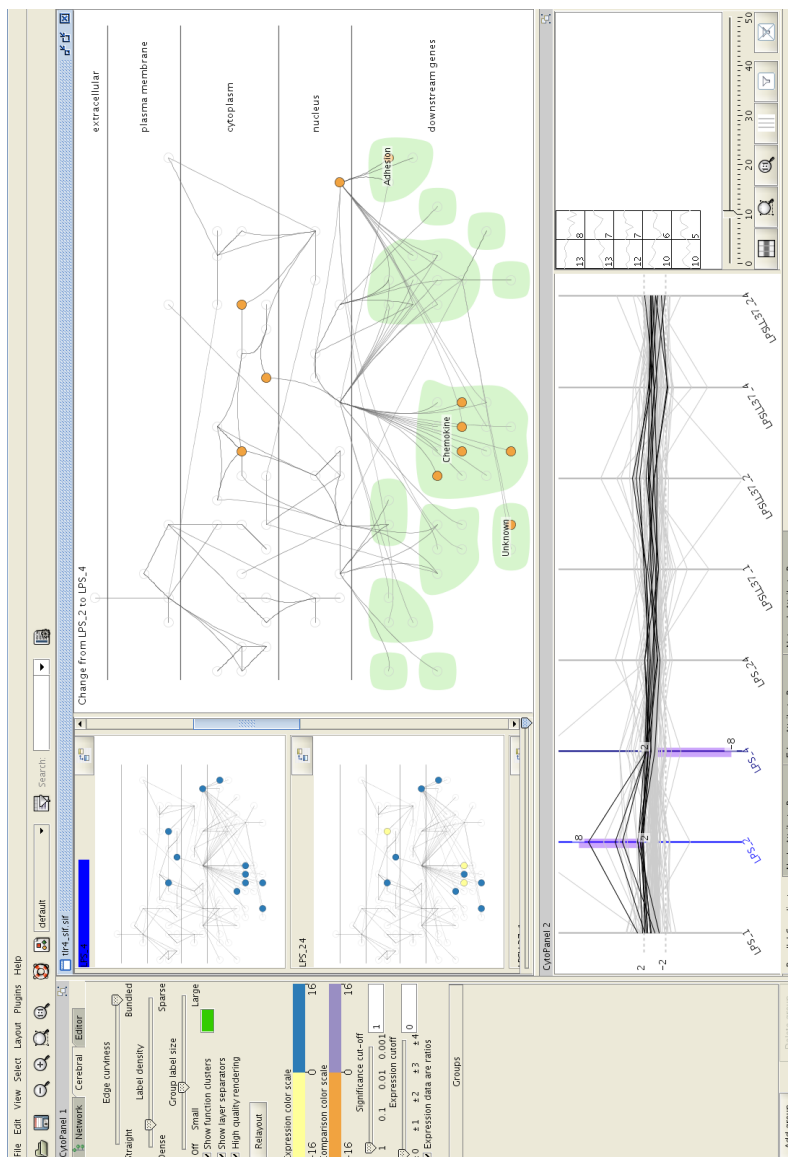 File Edit View Select Layout Plugins Help
default
Search:
CytoPanel 1
Network
Cerebral
Editor
Edge curviness
Straight
Bundled
Label density
Dense
Sparse
Group label size
Off
Small
Large
Show function clusters
Show layer separators
High quality rendering
Relayout
Expression color scale
-16
0
16
Comparison color scale
-16
0
16
Significance cut-off
1 0.1 0.01 0.001
1
Expression cutoff
0 ±1 ±2 ±3 ±4
0
Expression data are ratios
Groups
tlr4_sif.sif
LPS_24
Change from LPS_2 to LPS_4
extracellular
plasma membrane
cytoplasm
nucleus
downstream genes
Adhesion
Chemokine
Unknown
CytoPanel 2
2
-2
8
2
2
-8
LPS_1
LPS_2
LPS_4
LPS_24
LPSLL37_1
LPSLL37_2
LPSLL37_4
LPSLL37_24
13 8
13 7
12 7
10 6
10 5
0 10 20 30 40 50